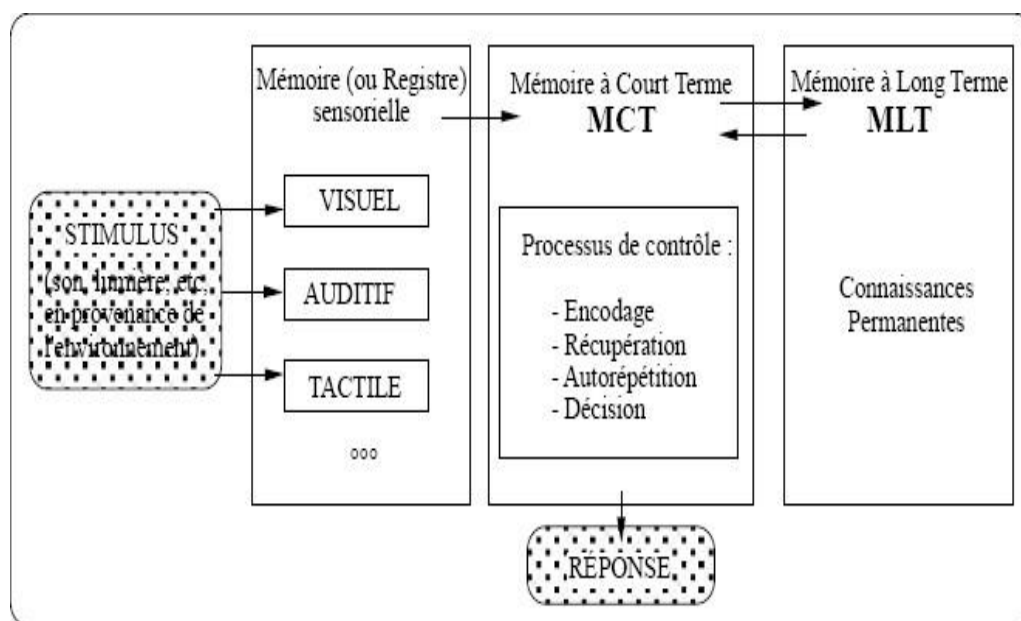 Mémoire (ou Registre)
sensorielle
Mémoire à Court Terme
MCT
Mémoire à Long Terme
MLT
STIMULUS
(son, lumière, etc,
en provenance de
l'environnement)
VISUEL
AUDITIF
TACTILE
°°°
Processus de contrôle :
- Encodage
- Récupération
- Autorépétition
- Décision
Connaissances
Permanentes
RÉPONSE